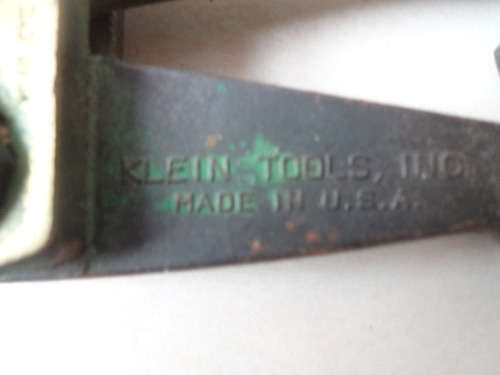 KLEIN TOOLS, INC.
MADE IN U.S.A.